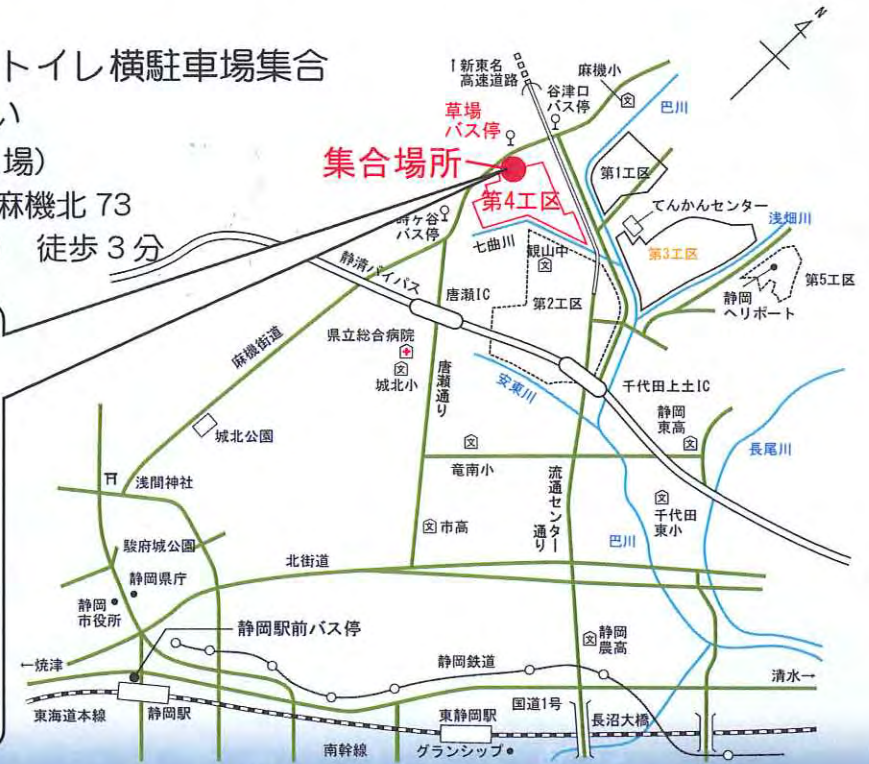 トイレ横駐車場集合
い
場)
麻機北 73
徒歩 3 分
N
新東名
高速道路
麻機小
谷津口
バス停
巴川
草場
バス停
集合場所
第1工区
第4工区
てんかんセンター
浅畑川
バス停
七曲川
観山中
第3工区
静清バイパス
唐瀬IC
第2工区
静岡
ヘリポート
第5工区
麻機街道
県立総合病院
城北小
唐瀬通り
安東川
千代田上土IC
静岡
東高
長尾川
城北公園
竜南小
浅間神社
流通センター
通り
千代田
東小
市高
巴川
駿府城公園
北街道
静岡県庁
静岡
市役所
静岡駅前バス停
静岡
農高
←焼津
静岡鉄道
清水→
東海道本線
静岡駅
東静岡駅
国道1号
長沼大橋
南幹線
グランシップ